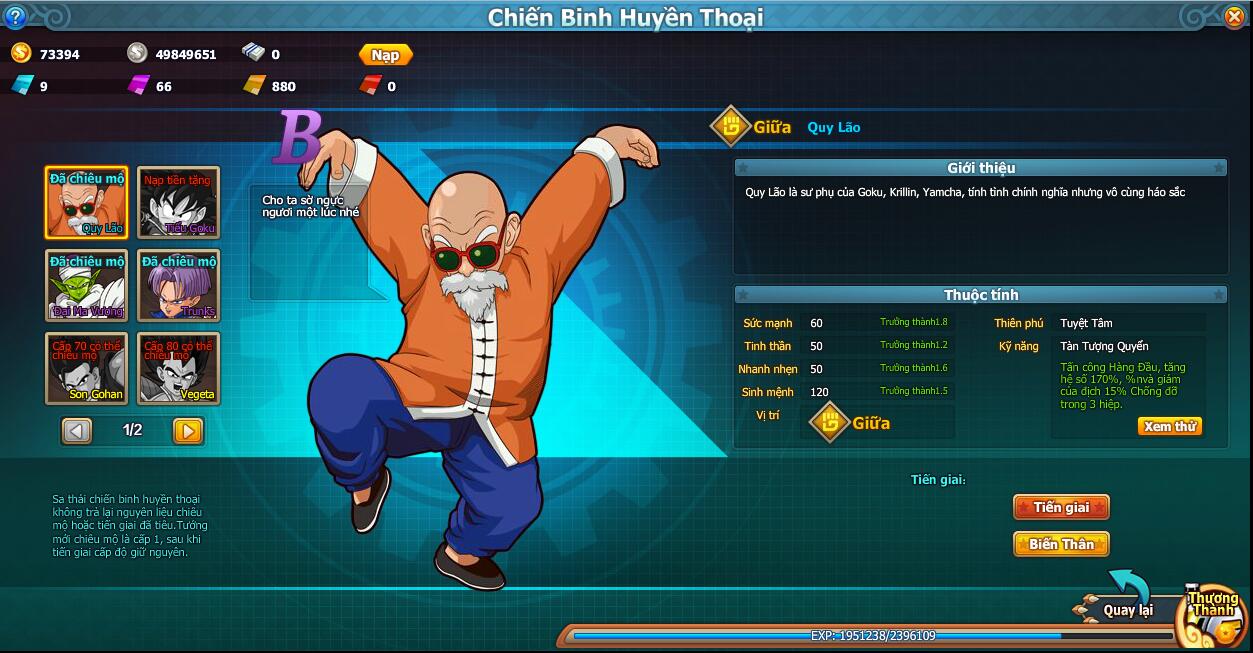 ?
Chiến Binh Huyền Thoại
73394
49849651
0
Nạp
9
66
880
0
B
Giữa
Quy Lão
Đã chiêu mộ
Quy Lão
Nạp tiền tặng
Tiểu Goku
Đã chiêu mộ
Đại Ma Vương
Đã chiêu mộ
Trunks
Cấp 70 có thể
chiêu mộ
Son Gohan
Cấp 80 có thể
chiêu mộ
Vegeta
1/2
Cho ta sờ ngực
ngươi một lúc nhé
Giới thiệu
Quy Lão là sư phụ của Goku, Krillin, Yamcha, tính tình chính nghĩa nhưng vô cùng háo sắc
Thuộc tính
Sức mạnh 60 Trưởng thành1.8
Tinh thần 50 Trưởng thành1.2
Nhanh nhẹn 50 Trưởng thành1.6
Sinh mệnh 120 Trưởng thành1.5
Vị trí Giữa
Thiên phú Tuyệt Tâm
Kỹ năng Tàn Tượng Quyển
Tấn công Hàng Đầu, tăng
hệ số 170%, %nvà giảm
của địch 15% Chống đỡ
trong 3 hiệp.
Xem thử
Sa thải chiến binh huyền thoại
không trả lại nguyên liệu chiêu
mộ hoặc tiến giai đã tiêu.Tướng
mới chiêu mộ là cấp 1, sau khi
tiến giai cấp độ giữ nguyên.
Tiến giai:
Tiến giai
Biến Thân
Quay lại
Thương
Thành
EXP: 1951238/2396109